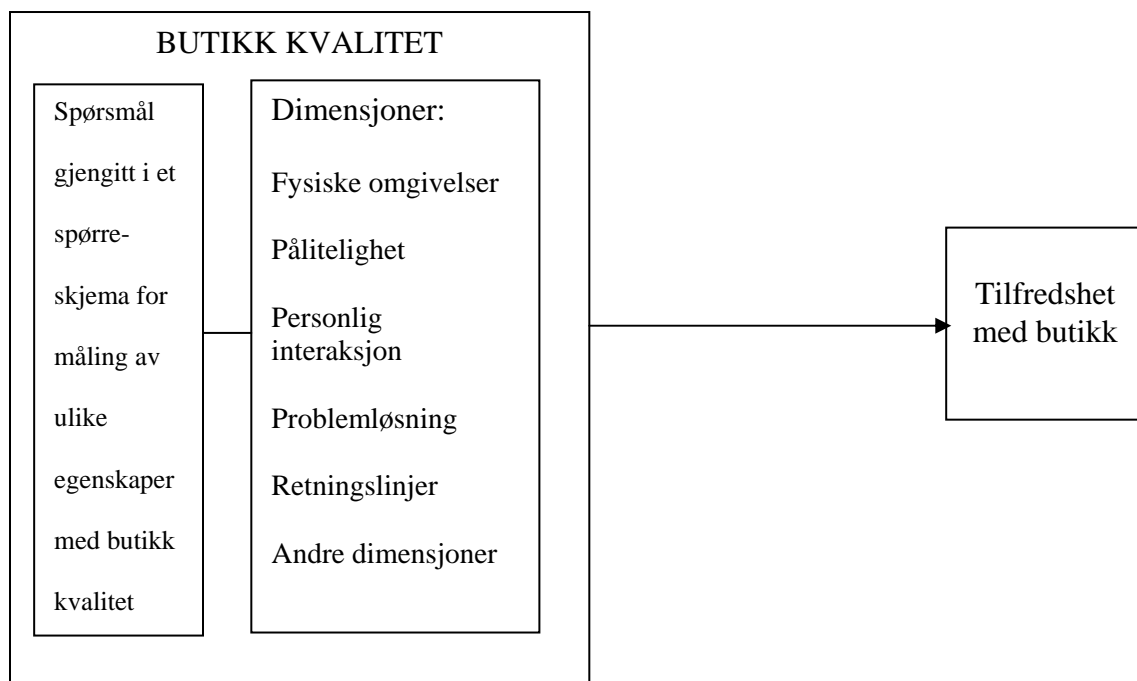 BUTIKK KVALITET
Spørsmål
gjengitt i et
spørre-
skjema for
måling av
ulike
egenskaper
med butikk
kvalitet
Dimensjoner:
Fysiske omgivelser
Pålitelighet
Personlig
interaksjon
Problemløsning
Retningslinjer
Andre dimensjoner
Tilfredshet
med butikk